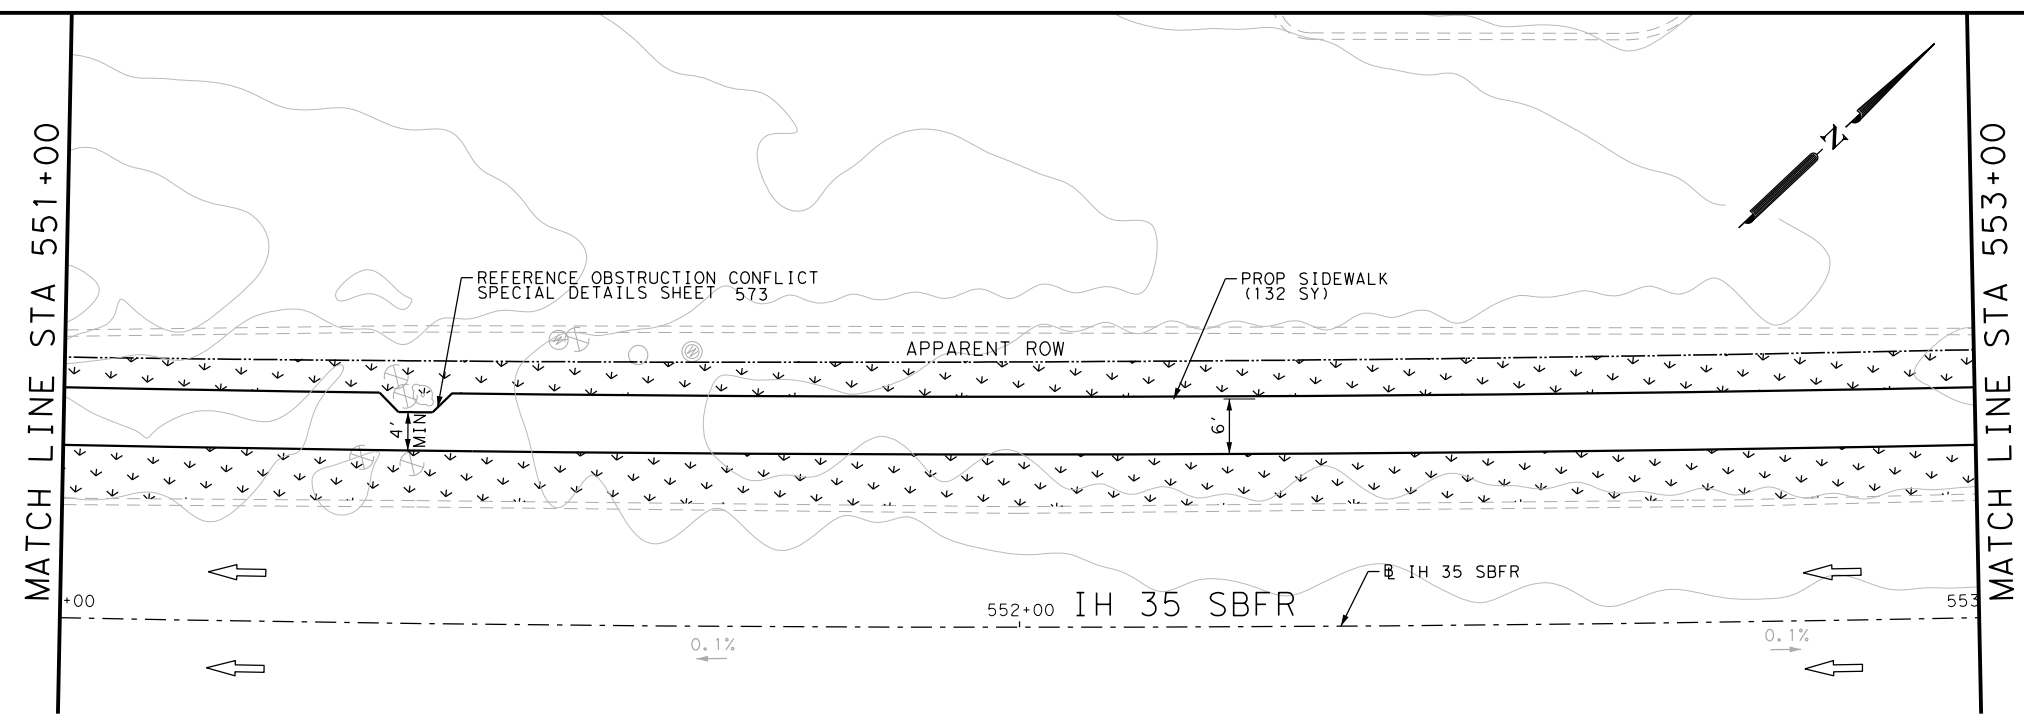 MATCH LINE STA 551+00
N
MATCH LINE STA 553+00
REFERENCE OBSTRUCTION CONFLICT
SPECIAL DETAILS SHEET 573
PROP SIDEWALK
(132 SY)
APPARENT ROW
4'
MIN
6'
BL IH 35 SBFR
+00
552+00
IH 35 SBFR
553
0.1%
0.1%